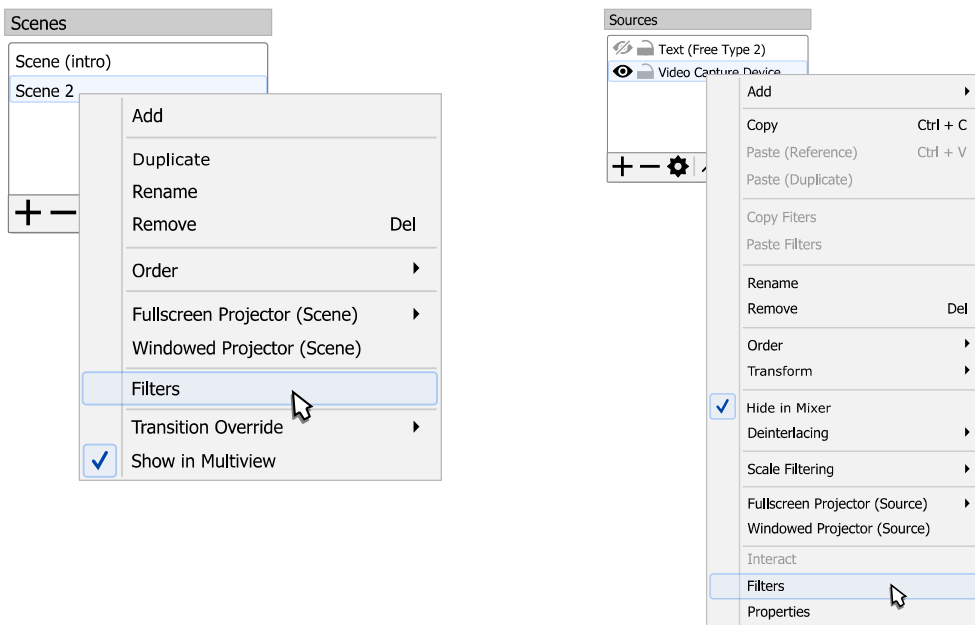 Scenes
Scene (intro)
Scene 2
Add
Duplicate
Rename
Remove Del
Order
Fullscreen Projector (Scene)
Windowed Projector (Scene)
Filters
Transition Override
Show in Multiview
Sources
Text (Free Type 2)
Video Capture Device
Add
Copy Ctrl + C
Paste (Reference) Ctrl + V
Paste (Duplicate)
Copy Fiters
Paste Filters
Rename
Remove Del
Order
Transform
Hide in Mixer
Deinterlacing
Scale Filtering
Fullscreen Projector (Source)
Windowed Projector (Source)
Interact
Filters
Properties